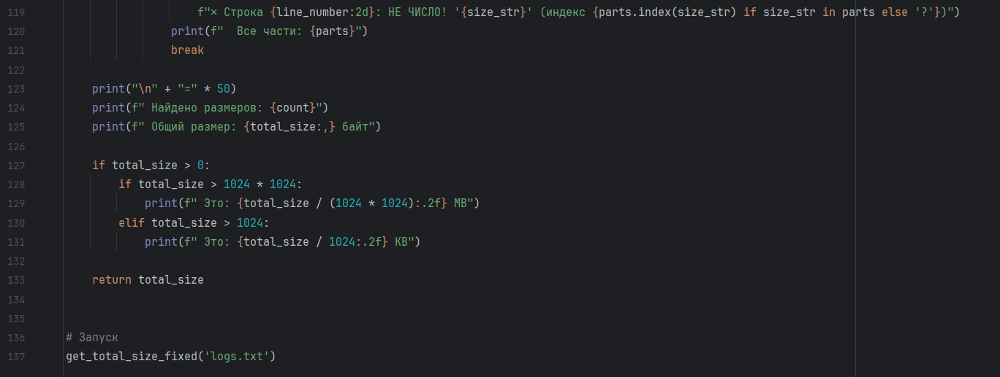 119 f"× Строка {line_number:2d}: НЕ ЧИСЛО! '{size_str}' (индекс {parts.index(size_str) if size_str in parts else '?'})")
120 print(f"  Все части: {parts}")
121 break
122
123 print("\n" + "=" * 50)
124 print(f" Найдено размеров: {count}")
125 print(f" Общий размер: {total_size:,} байт")
126
127 if total_size > 0:
128 if total_size > 1024 * 1024:
129 print(f" Это: {total_size / (1024 * 1024):.2f} MB")
130 elif total_size > 1024:
131 print(f" Это: {total_size / 1024:.2f} KB")
132
133 return total_size
134
135
136 # Запуск
137 get_total_size_fixed('logs.txt')